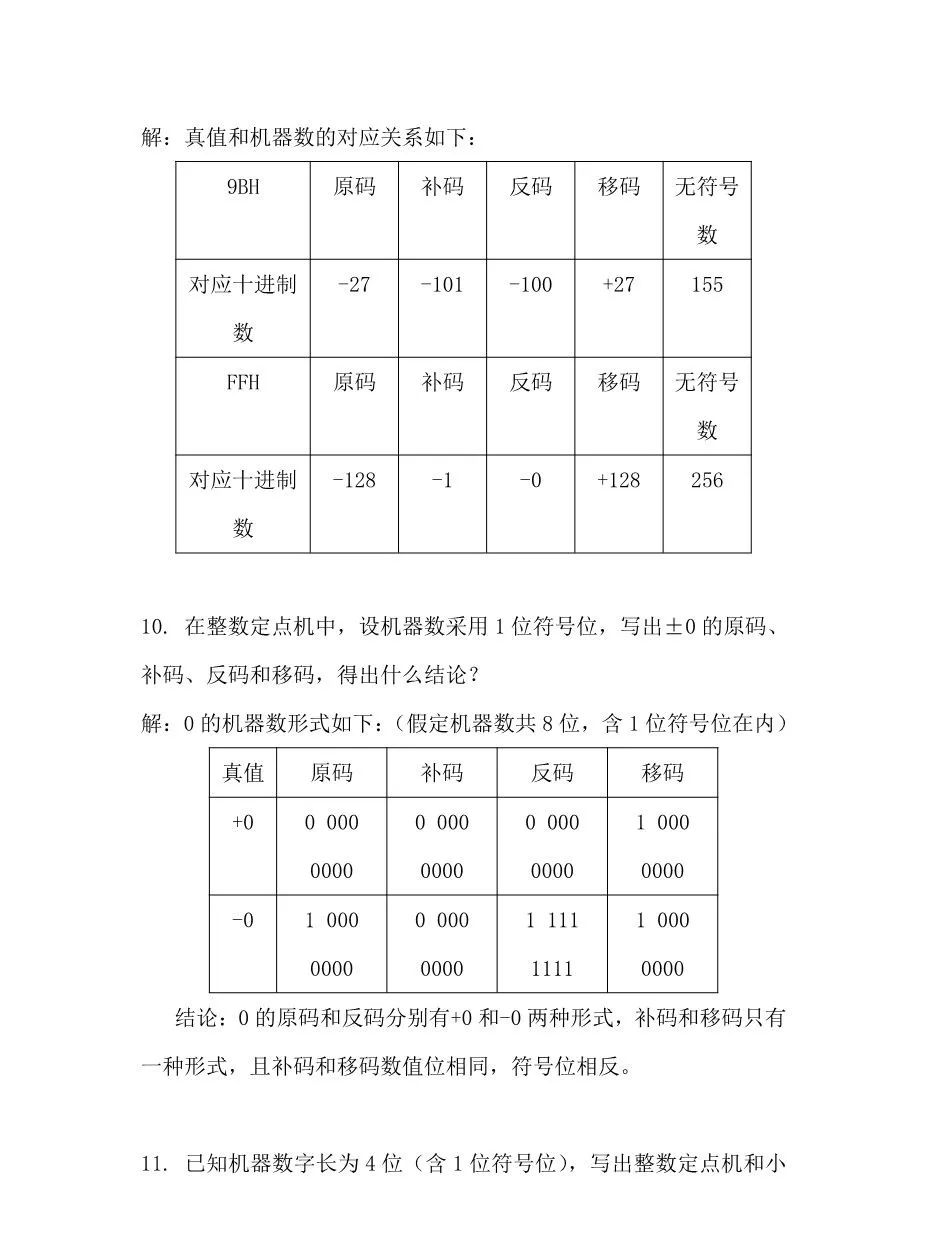 解：真值和机器数的对应关系如下：
9BH 原码 补码 反码 移码 无符号
数
对应十进制 -27 -101 -100 +27 155
数
FFH 原码 补码 反码 移码 无符号
数
对应十进制 -128 -1 -0 +128 256
数
10. 在整数定点机中，设机器数采用 1 位符号位，写出±0 的原码、
补码、反码和移码，得出什么结论？
解：0 的机器数形式如下：（假定机器数共 8 位，含 1 位符号位在内）
真值 原码 补码 反码 移码
+0 0 000 0 000 0 000 1 000
0000 0000 0000 0000
-0 1 000 0 000 1 111 1 000
0000 0000 1111 0000
结论：0 的原码和反码分别有+0 和-0 两种形式，补码和移码只有
一种形式，且补码和移码数值位相同，符号位相反。
11. 已知机器数字长为 4 位（含 1 位符号位），写出整数定点机和小